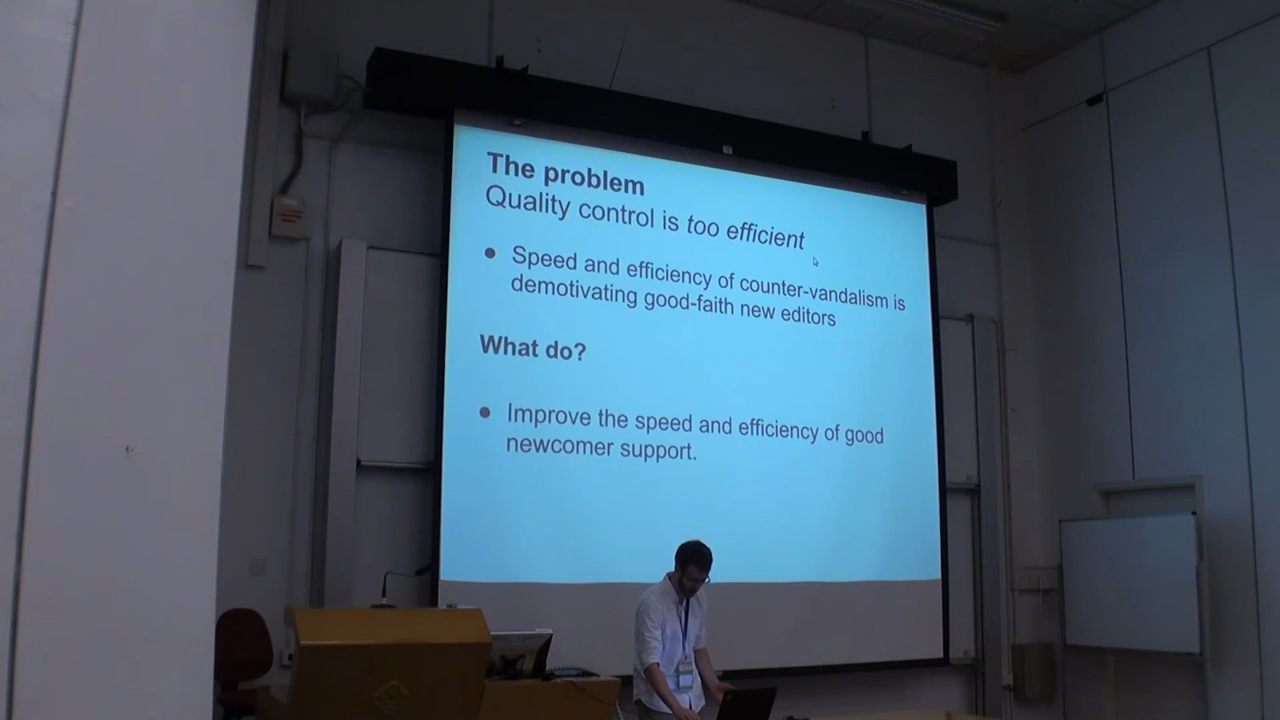 The problem
Quality control is too efficient
● Speed and efficiency of counter-vandalism is
demotivating good-faith new editors
What do?
● Improve the speed and efficiency of good
newcomer support.